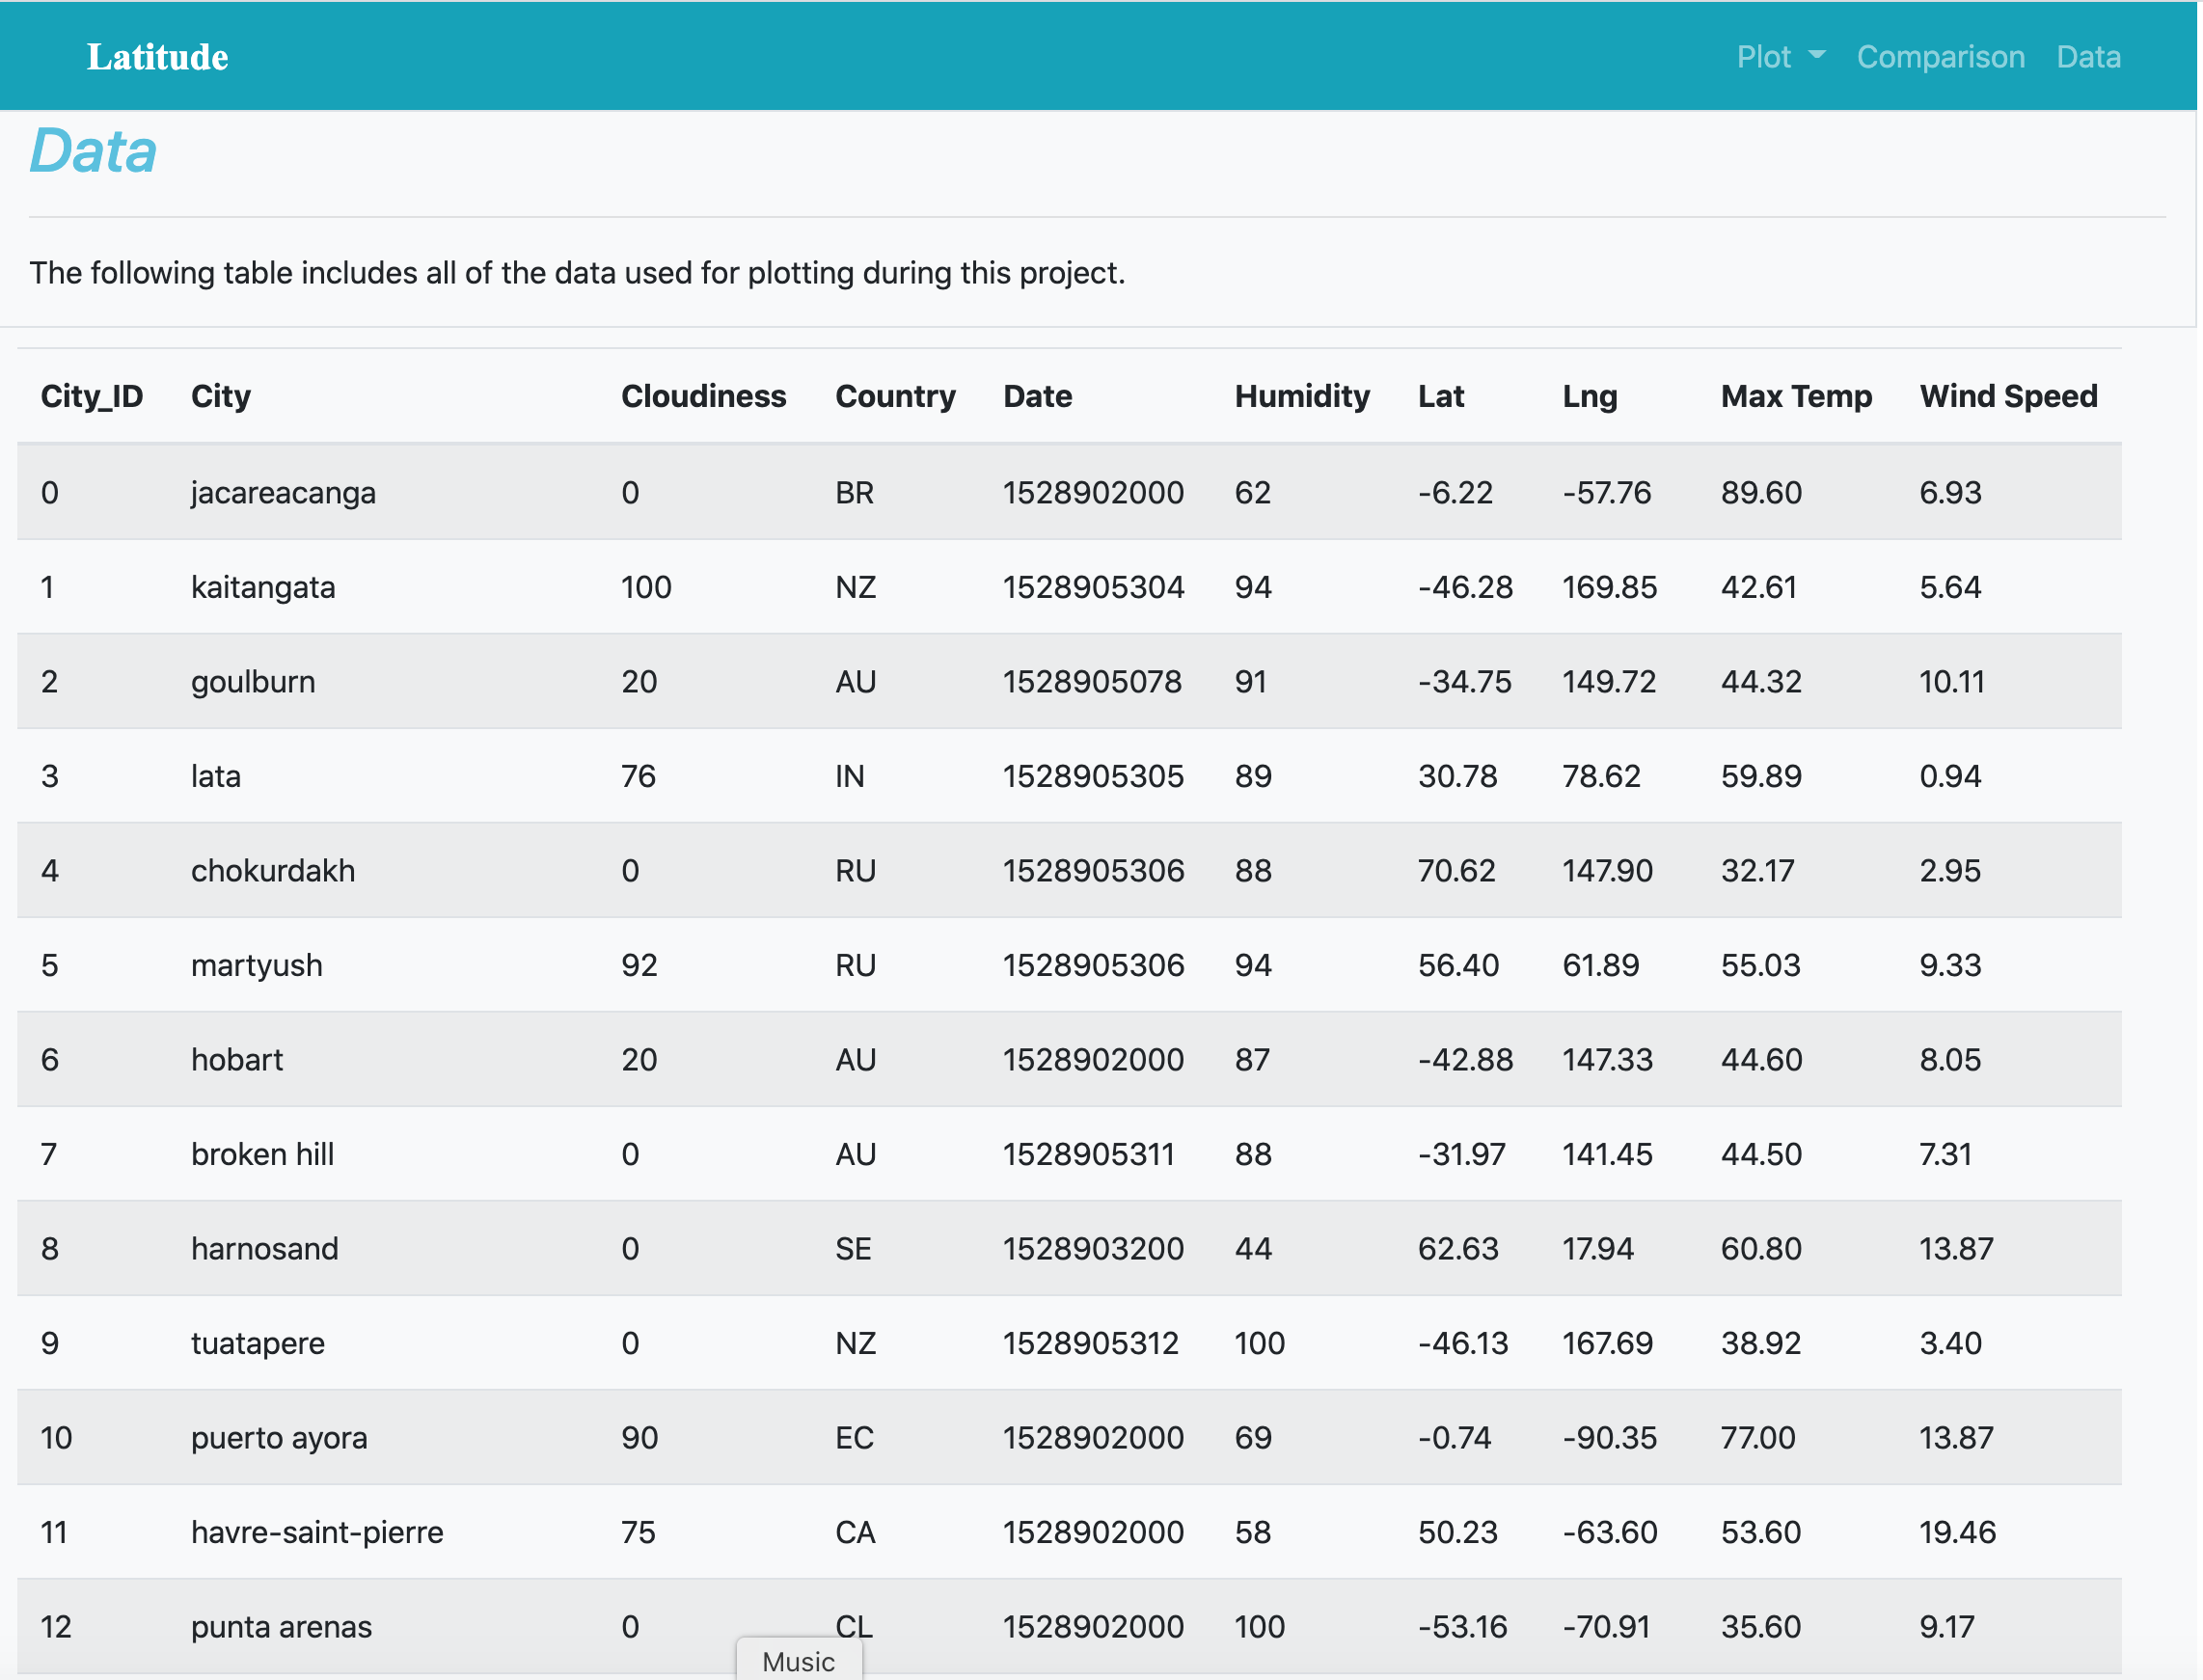 Latitude Plot Comparison Data
Data
The following table includes all of the data used for plotting during this project.
City_ID City Cloudiness Country Date Humidity Lat Lng Max Temp Wind Speed
0 jacareacanga 0 BR 1528902000 62 -6.22 -57.76 89.60 6.93
1 kaitangata 100 NZ 1528905304 94 -46.28 169.85 42.61 5.64
2 goulburn 20 AU 1528905078 91 -34.75 149.72 44.32 10.11
3 lata 76 IN 1528905305 89 30.78 78.62 59.89 0.94
4 chokurdakh 0 RU 1528905306 88 70.62 147.90 32.17 2.95
5 martyush 92 RU 1528905306 94 56.40 61.89 55.03 9.33
6 hobart 20 AU 1528902000 87 -42.88 147.33 44.60 8.05
7 broken hill 0 AU 1528905311 88 -31.97 141.45 44.50 7.31
8 harnosand 0 SE 1528903200 44 62.63 17.94 60.80 13.87
9 tuatapere 0 NZ 1528905312 100 -46.13 167.69 38.92 3.40
10 puerto ayora 90 EC 1528902000 69 -0.74 -90.35 77.00 13.87
11 havre-saint-pierre 75 CA 1528902000 58 50.23 -63.60 53.60 19.46
12 punta arenas 0 CL 1528902000 100 -53.16 -70.91 35.60 9.17
Music